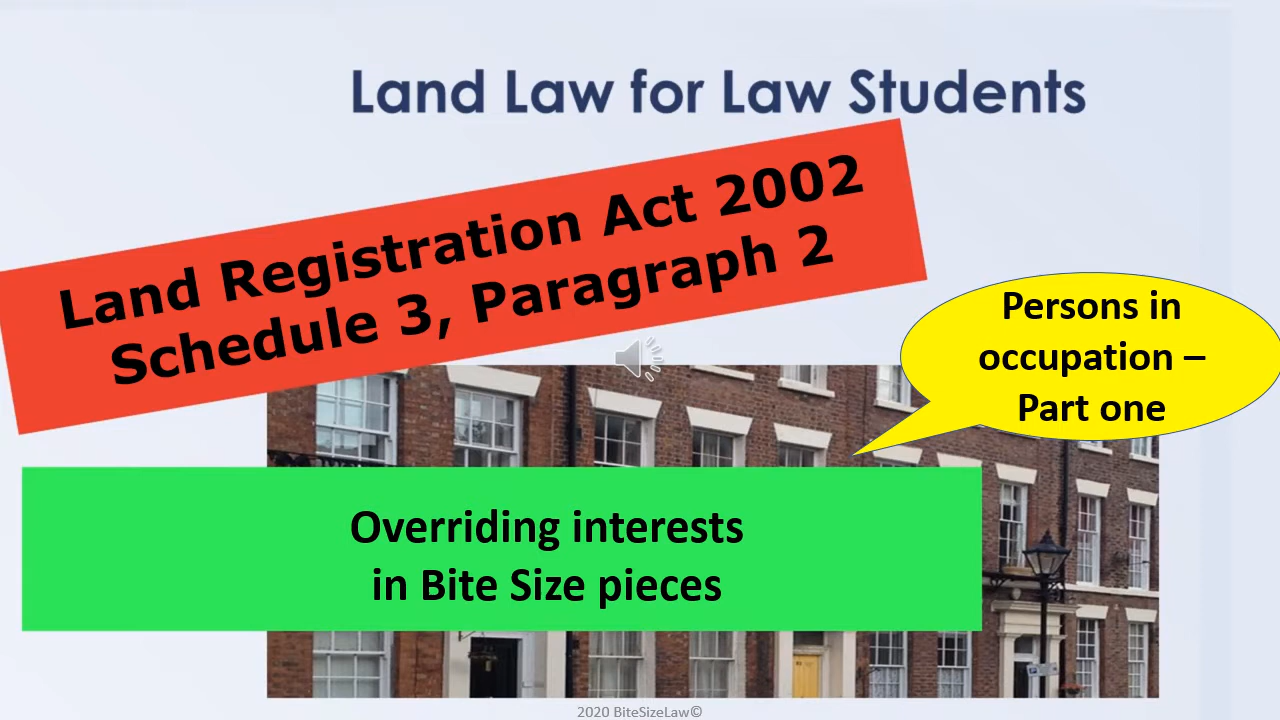 Land Law for Law Students
Land Registration Act 2002
Schedule 3, Paragraph 2
Persons in
occupation –
Part one
Overriding interests
in Bite Size pieces
2020 BiteSizeLaw©